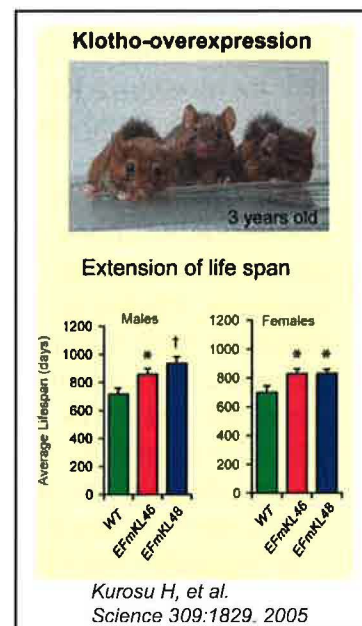 Klotho-overexpression
3 years old
Extension of life span
Average Lifespan (days)
Males
1200
1000
800
600
400
200
0
*
†
WT
EFmKL46
EFmKL48
Females
1200
1000
800
600
400
200
0
*
*
WT
EFmKL46
EFmKL48
Kurosu H, et al.
Science 309:1829, 2005